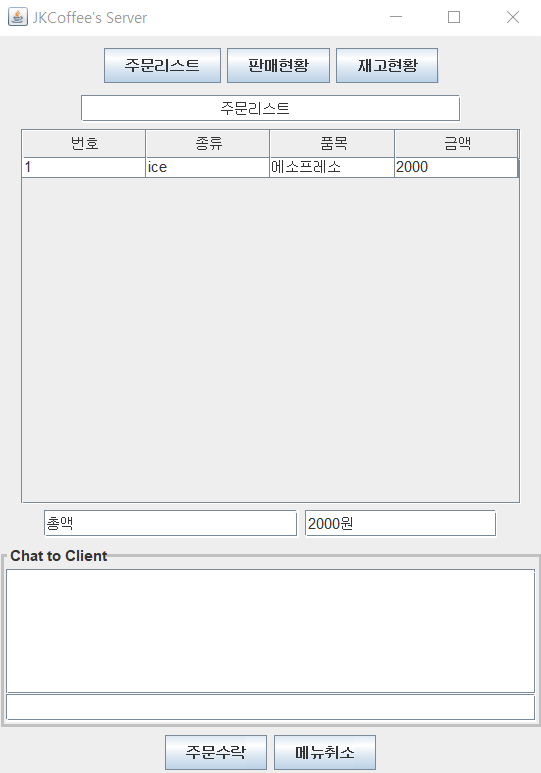 JKCoffee's Server
주문리스트 판매현황 재고현황
주문리스트
번호 종류 품목 금액
1 ice 에소프레소 2000
총액 2000원
Chat to Client
주문수락 메뉴취소